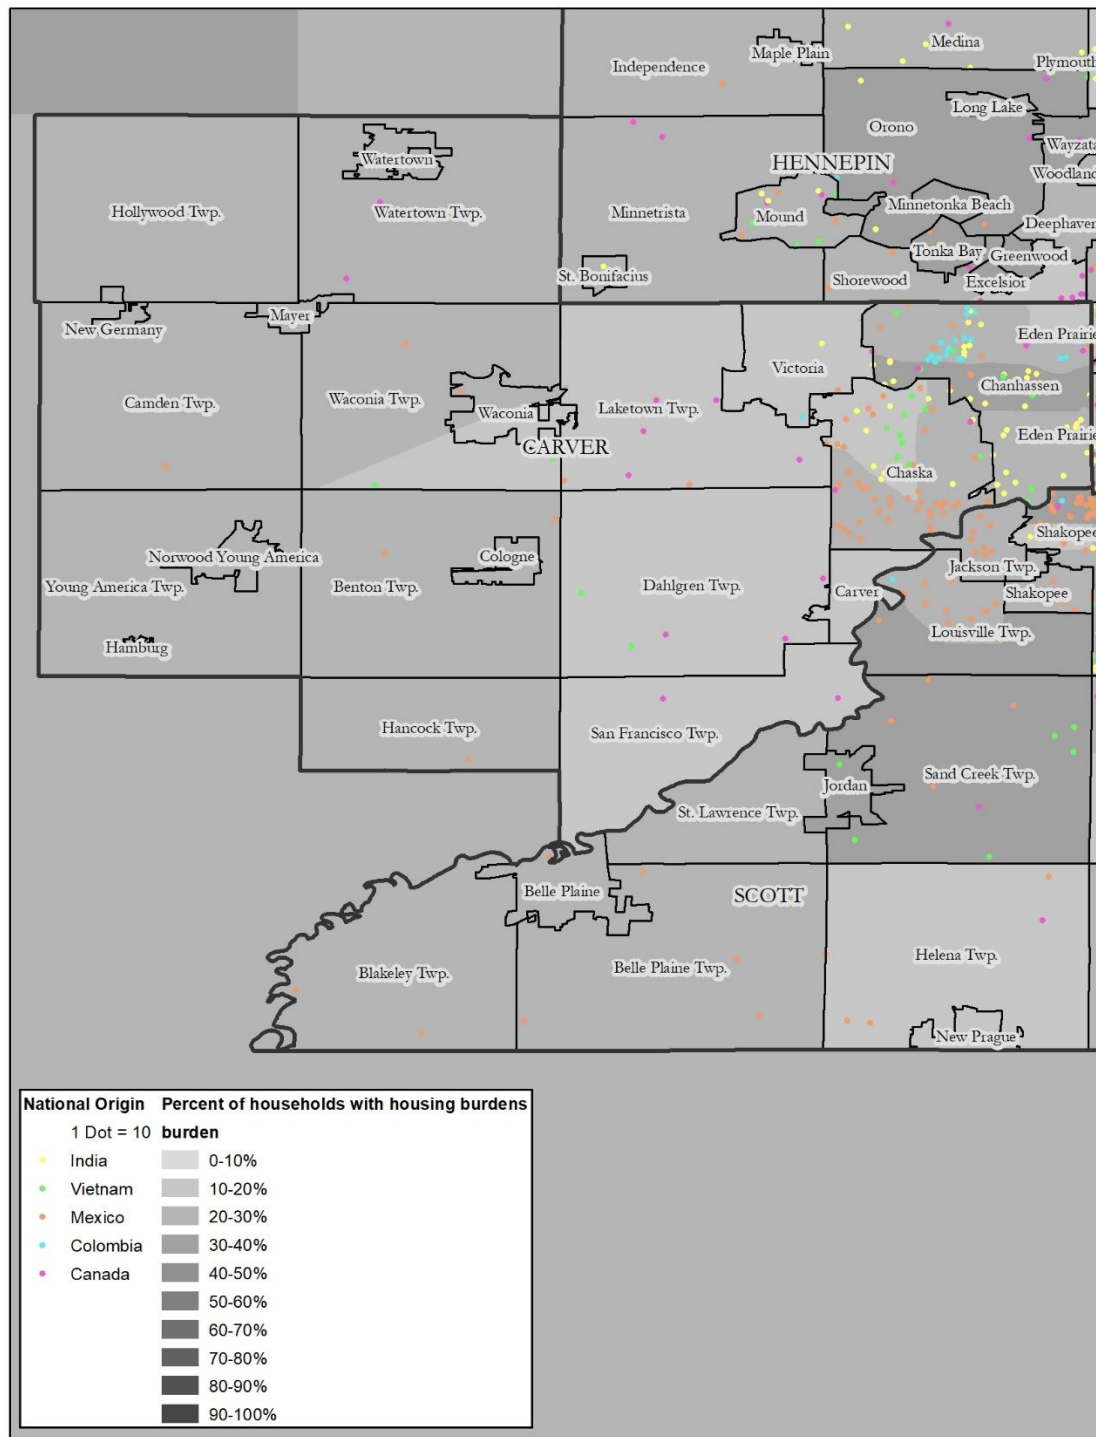 Medina
Maple Plain
Independence
Plymouth
Long Lake
Orono
Wayzata
Watertown
HENNEPIN
Woodland
Hollywood Twp.
Watertown Twp.
Minnetrista
Mound
Minnetonka Beach
Deephaven
Tonka Bay
Greenwood
St. Bonifacius
Shorewood
Excelsior
New Germany
Mayer
Eden Prairie
Victoria
Chanhassen
Camden Twp.
Waconia Twp.
Waconia
Laketown Twp.
Eden Prairie
CARVER
Chaska
Shakopee
Norwood Young America
Cologne
Jackson Twp.
Young America Twp.
Benton Twp.
Dahlgren Twp.
Carver
Shakopee
Louisville Twp.
Hamburg
Hancock Twp.
San Francisco Twp.
Sand Creek Twp.
Jordan
St. Lawrence Twp.
Belle Plaine
SCOTT
Helena Twp.
Blakeley Twp.
Belle Plaine Twp.
New Prague
National Origin Percent of households with housing burdens
1 Dot = 10 burden
India 0-10%
Vietnam 10-20%
Mexico 20-30%
Colombia 30-40%
Canada 40-50%
50-60%
60-70%
70-80%
80-90%
90-100%